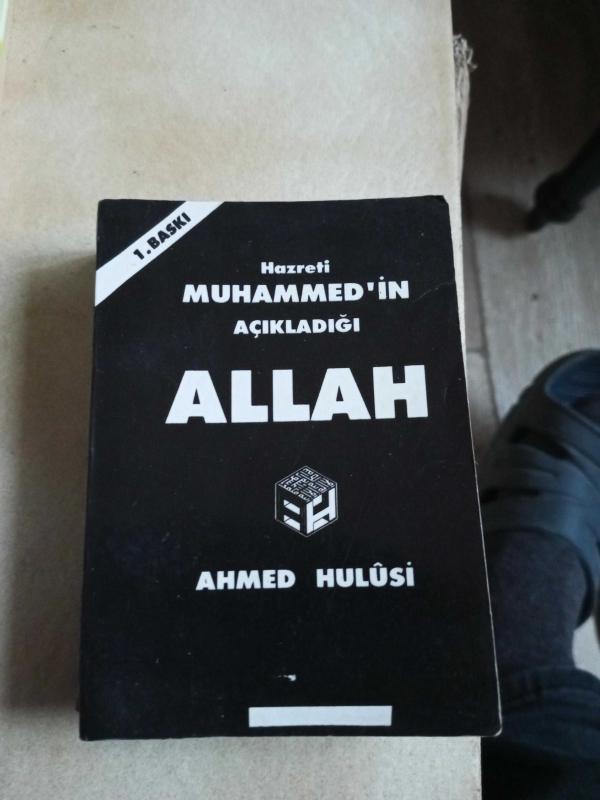 1. BASKI
Hazreti
MUHAMMED'İN
AÇIKLADIĞI
ALLAH
AHMED HULÛSİ